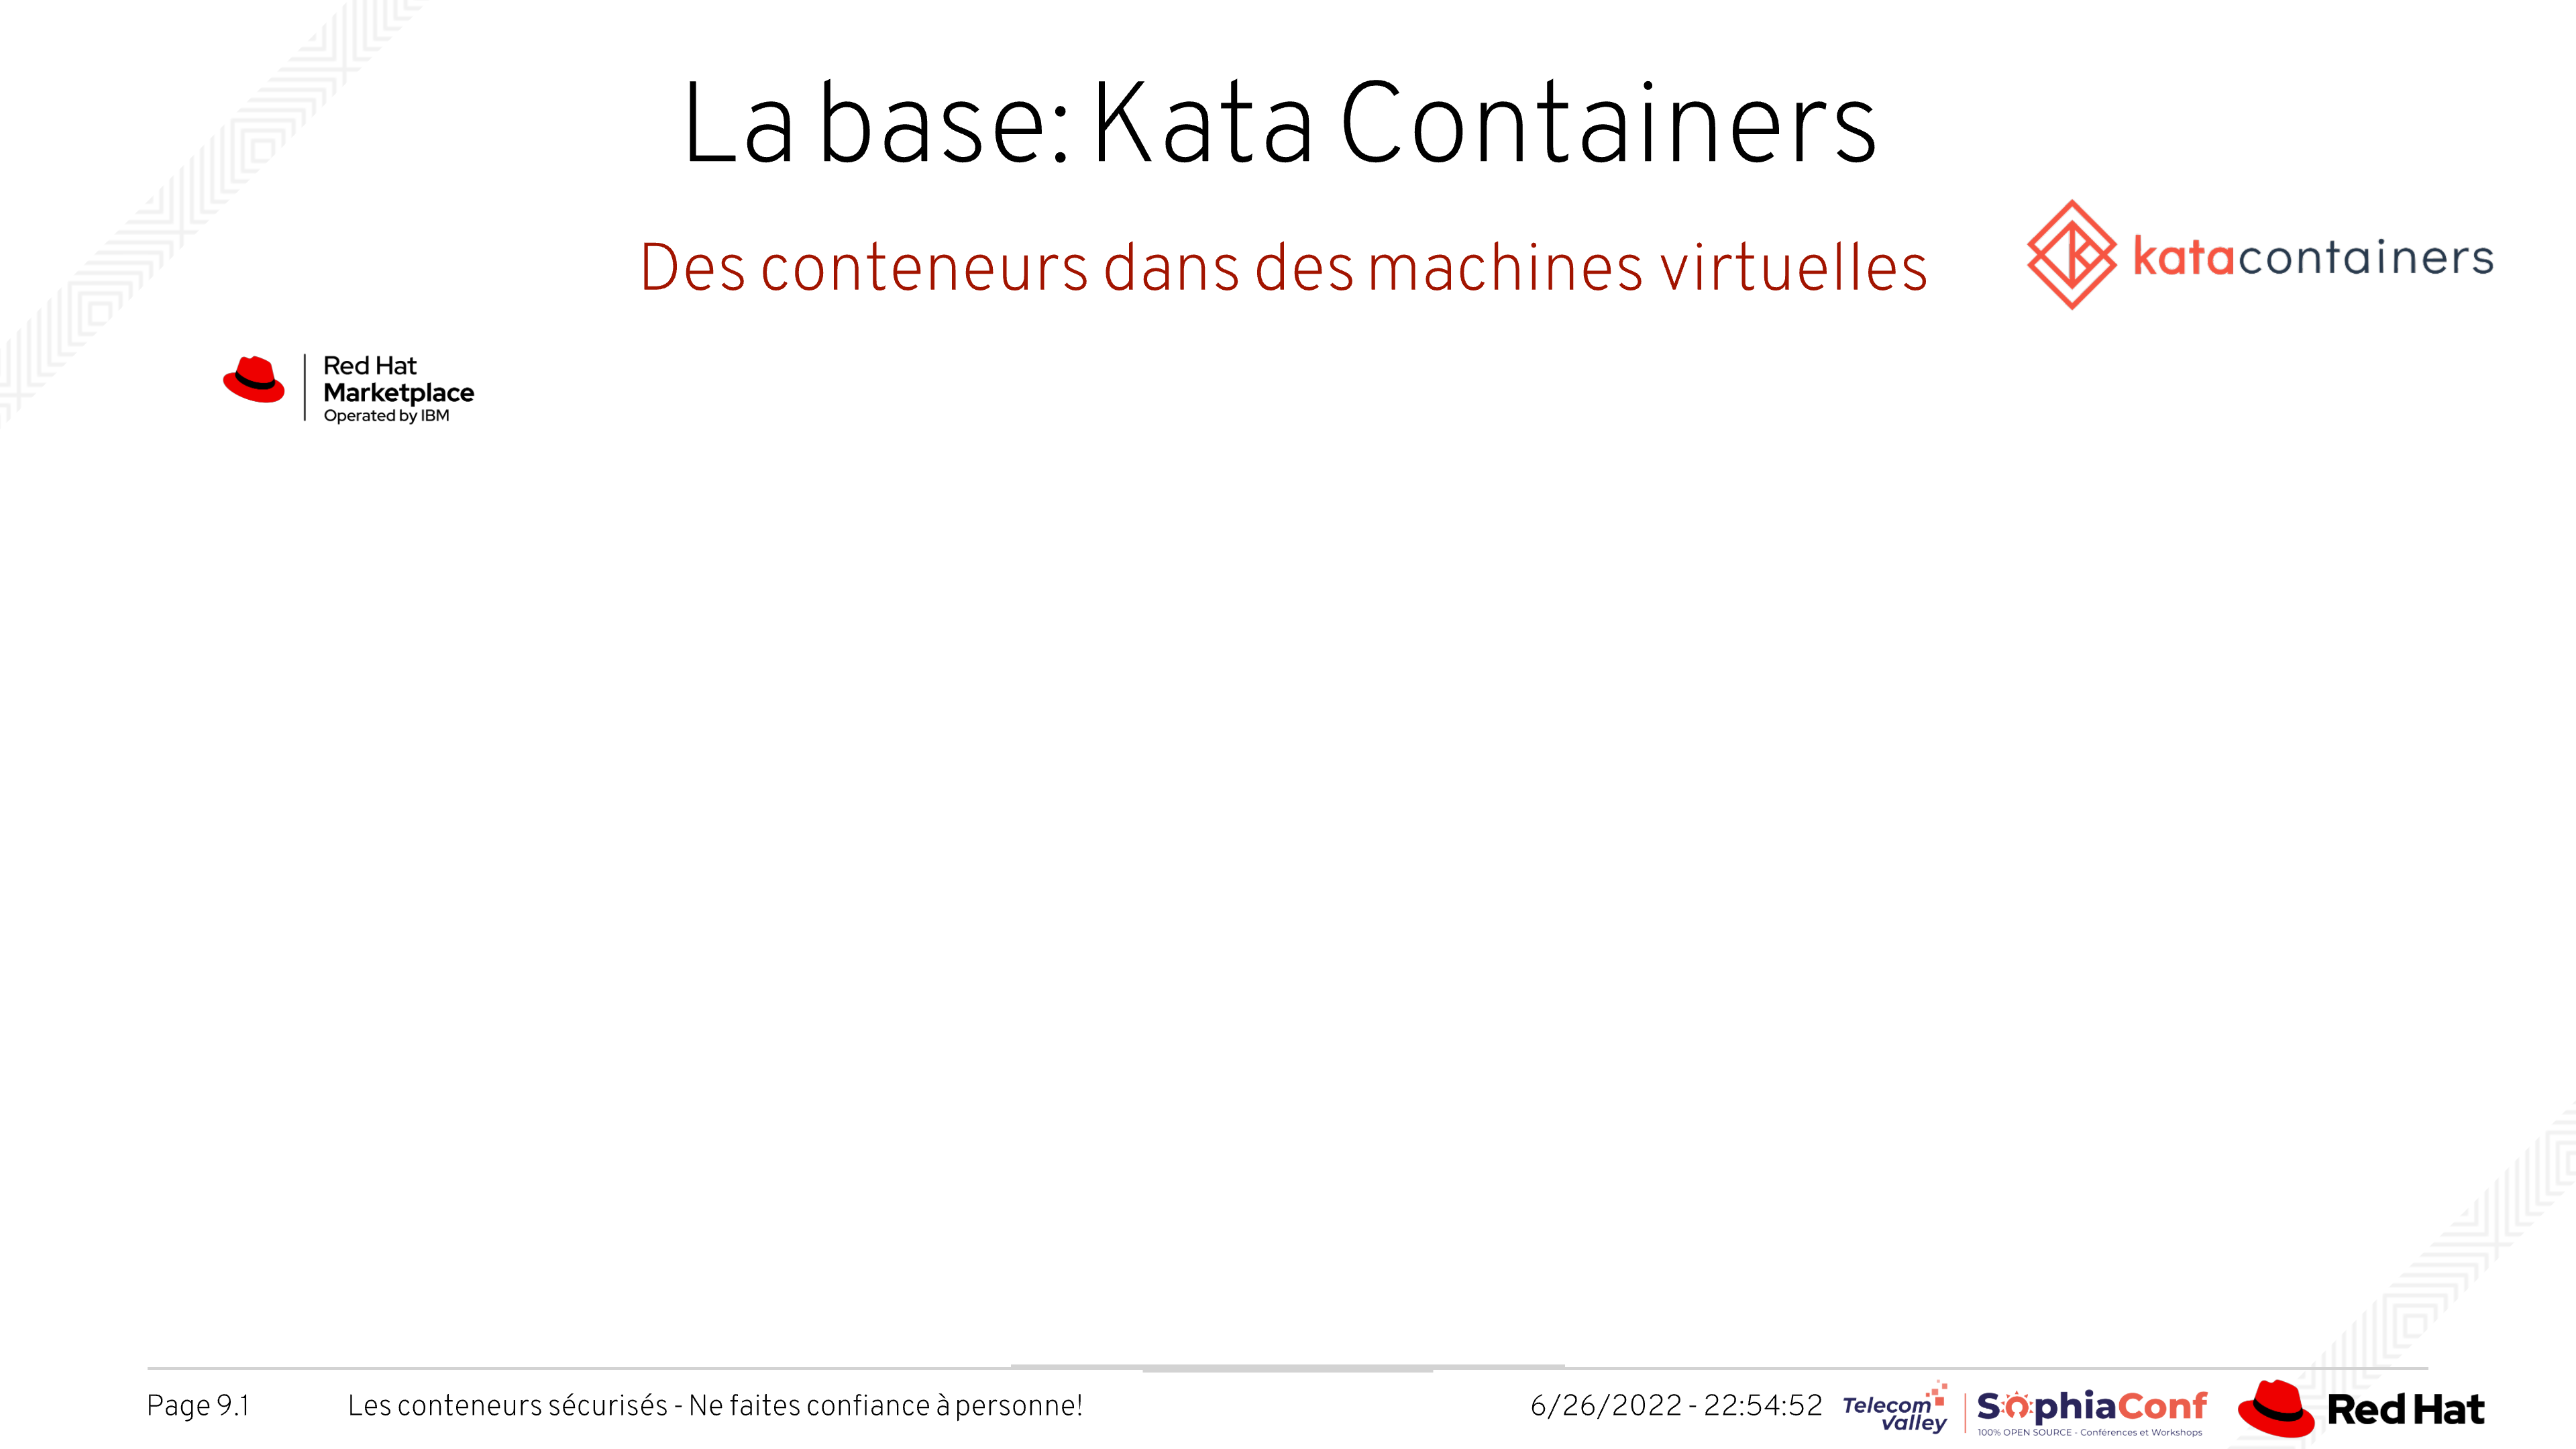 La base: Kata Containers
Des conteneurs dans des machines virtuelles
katacontainers
Red Hat
Marketplace
Operated by IBM
Page 9.1
Les conteneurs sécurisés - Ne faites confiance à personne!
6/26/2022 - 22:54:52
Telecom
Valley
SophiaConf
100% OPEN SOURCE - Conférences et Workshops
Red Hat